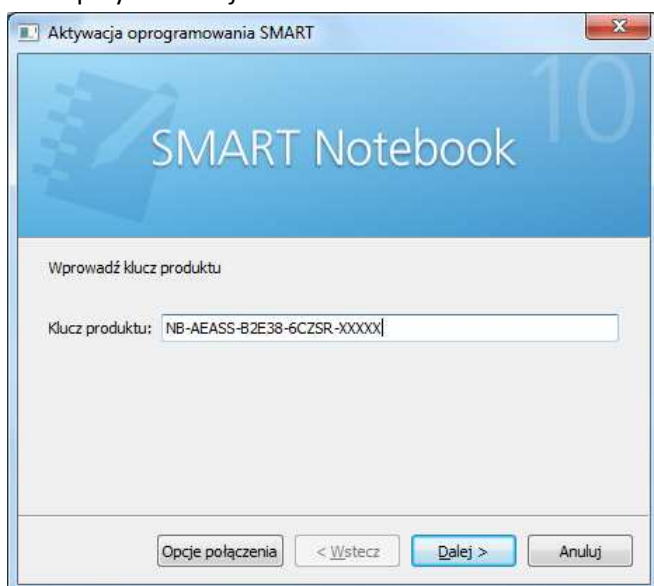 Aktywacja oprogramowania SMART
10
SMART Notebook
Wprowadź klucz produktu
Klucz produktu: NB-AEASS-B2E38-6CZSR-XXXXX
Opcje połączenia < Wstecz Dalej > Anuluj